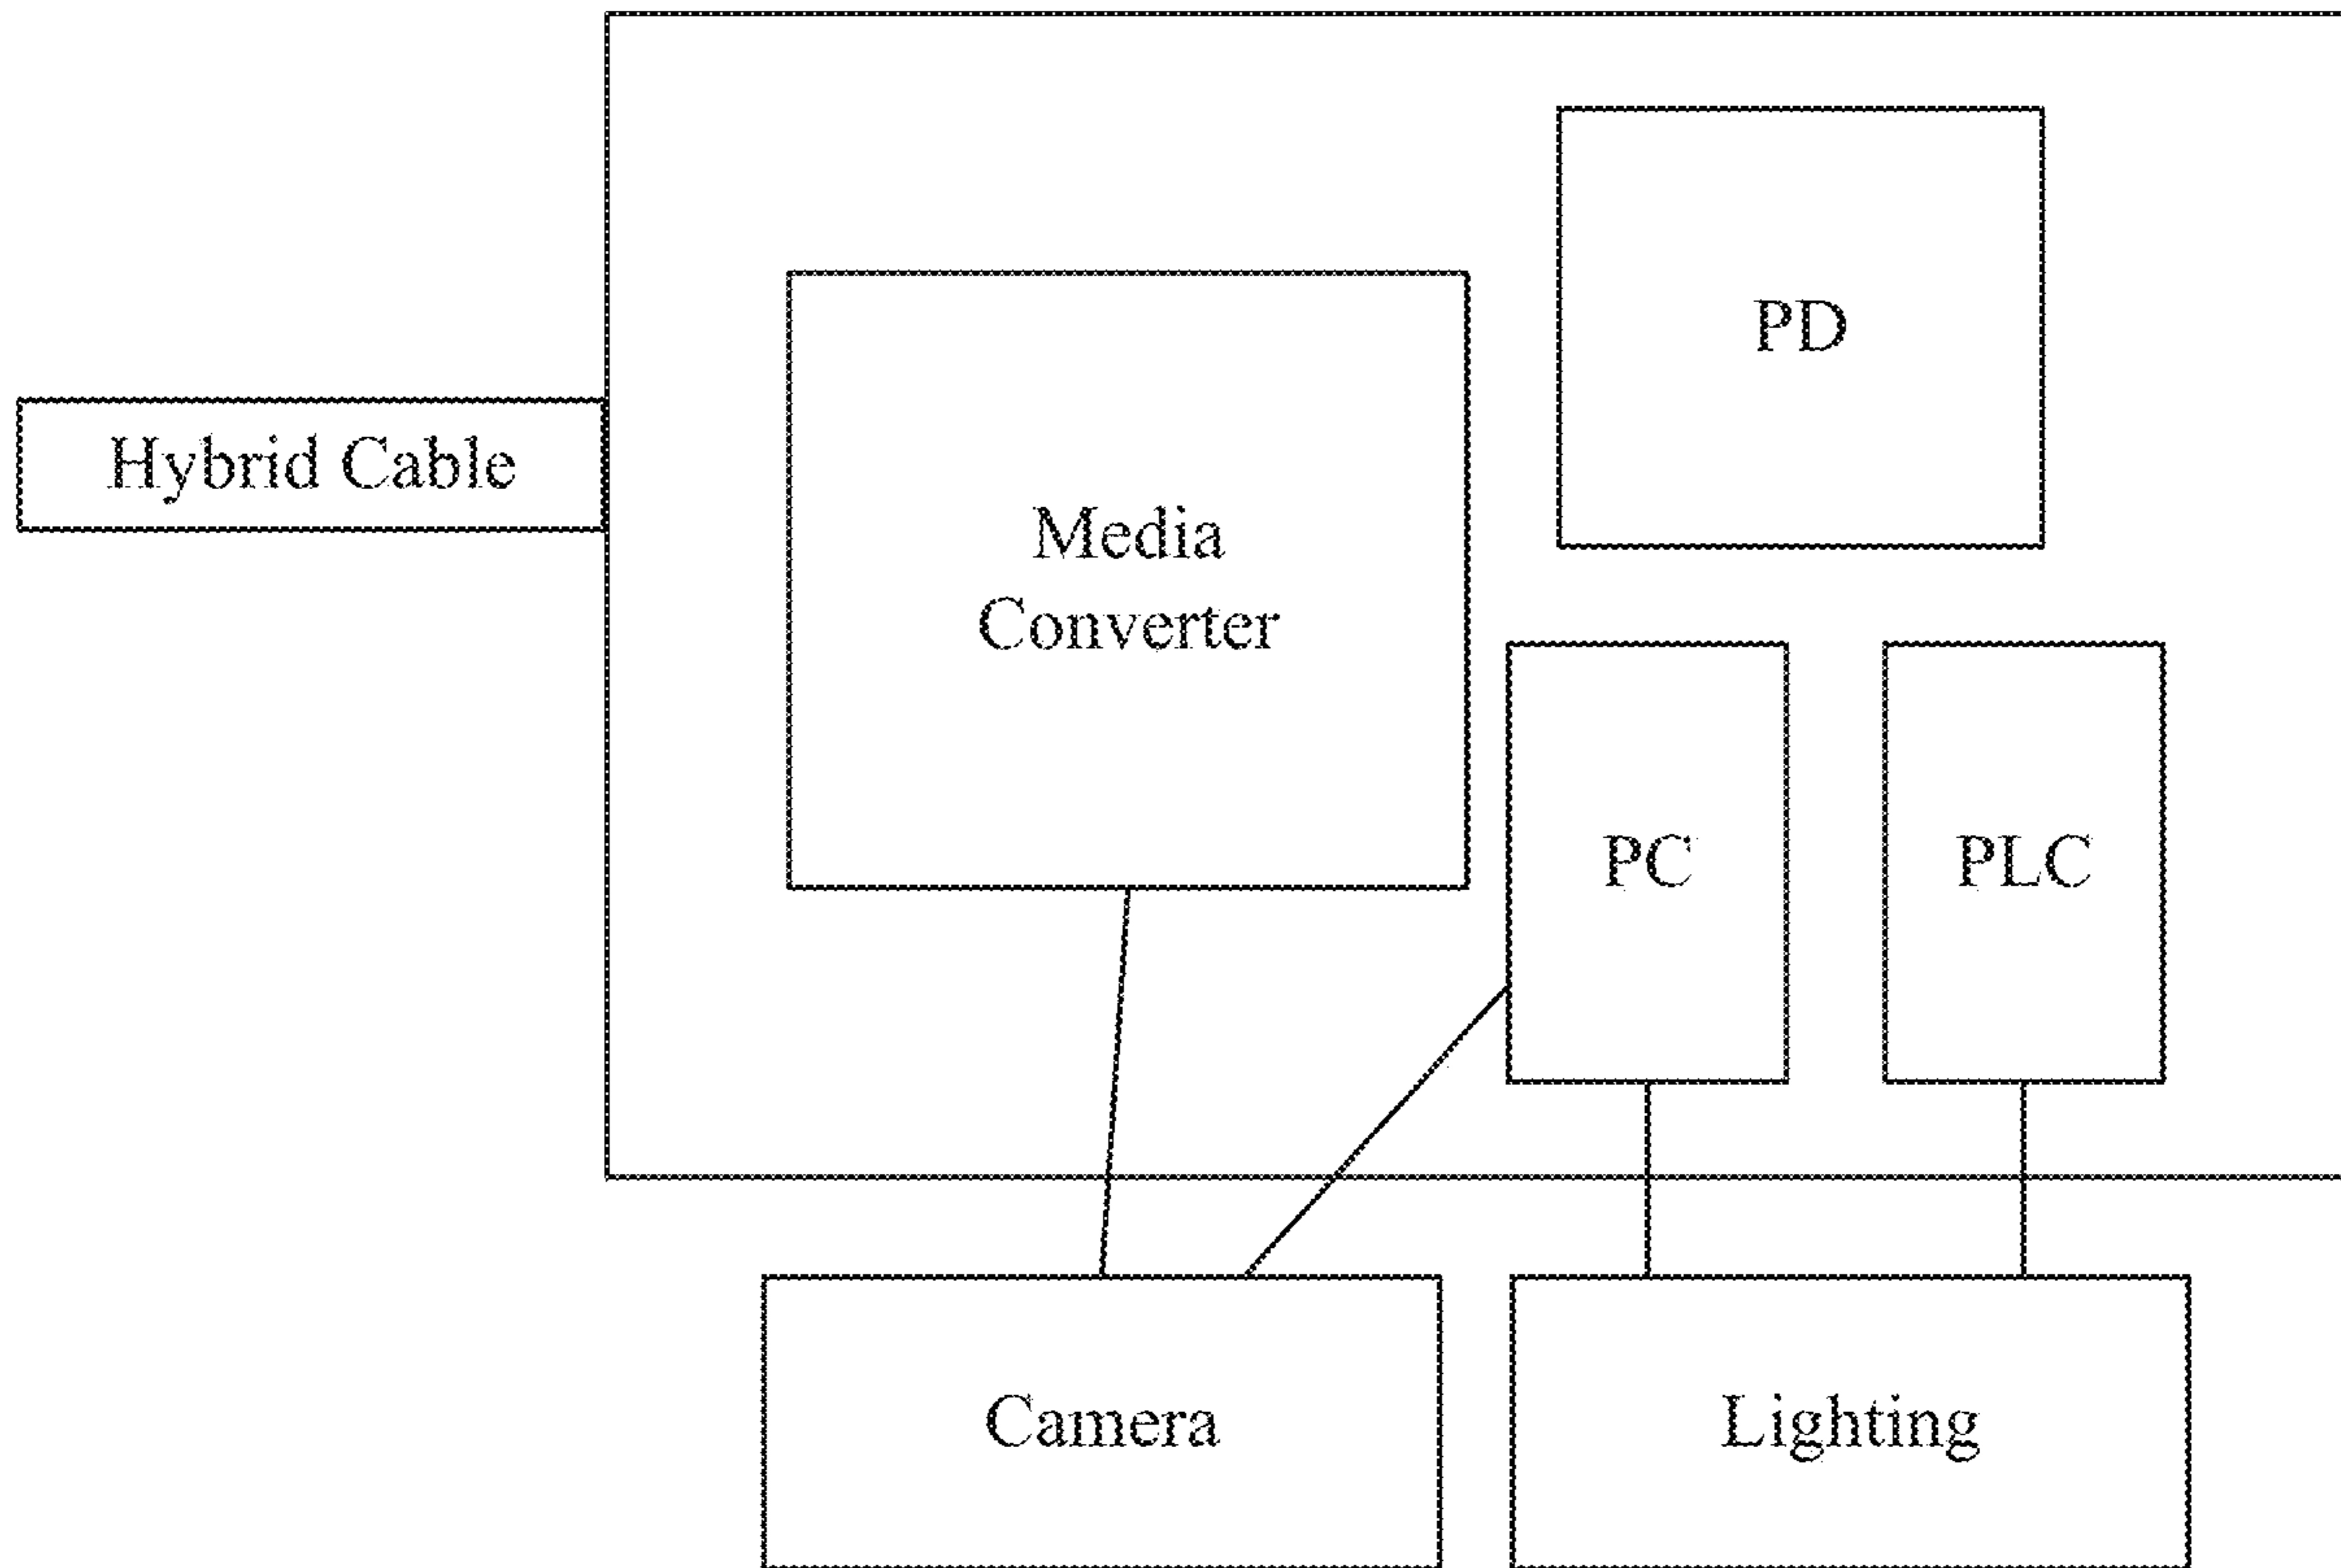 PD
Hybrid Cable
Media
Converter
PC
PLC
Camera
Lighting